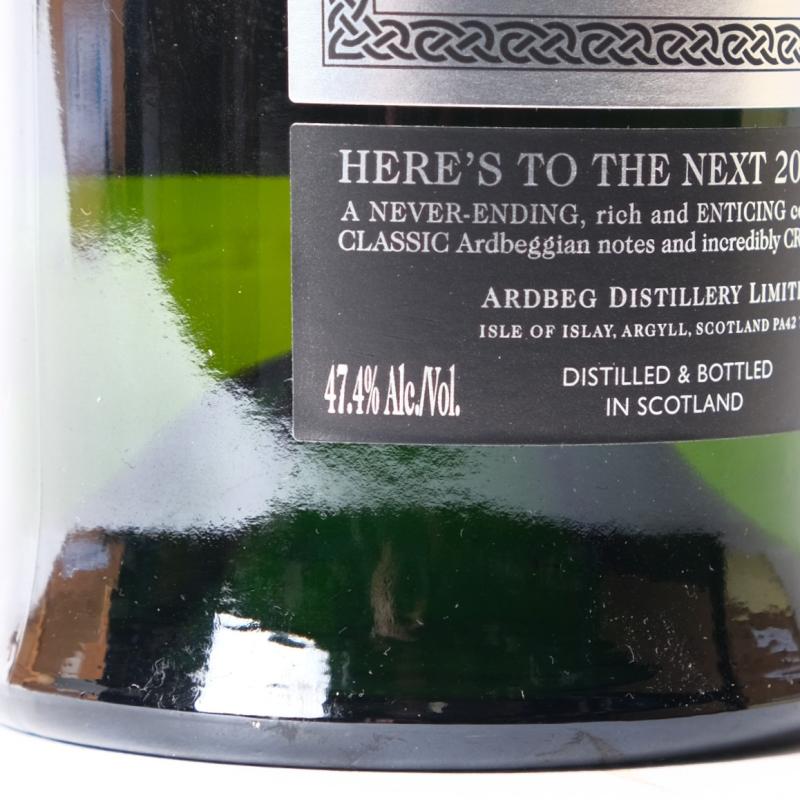 HERE'S TO THE NEXT 20
A NEVER-ENDING, rich and ENTICING
CLASSIC Ardbeggian notes and incredibly
ARDBEG DISTILLERY LIMITE
ISLE OF ISLAY, ARGYLL, SCOTLAND PA42
47.4% Alc./Vol.
DISTILLED & BOTTLED
IN SCOTLAND